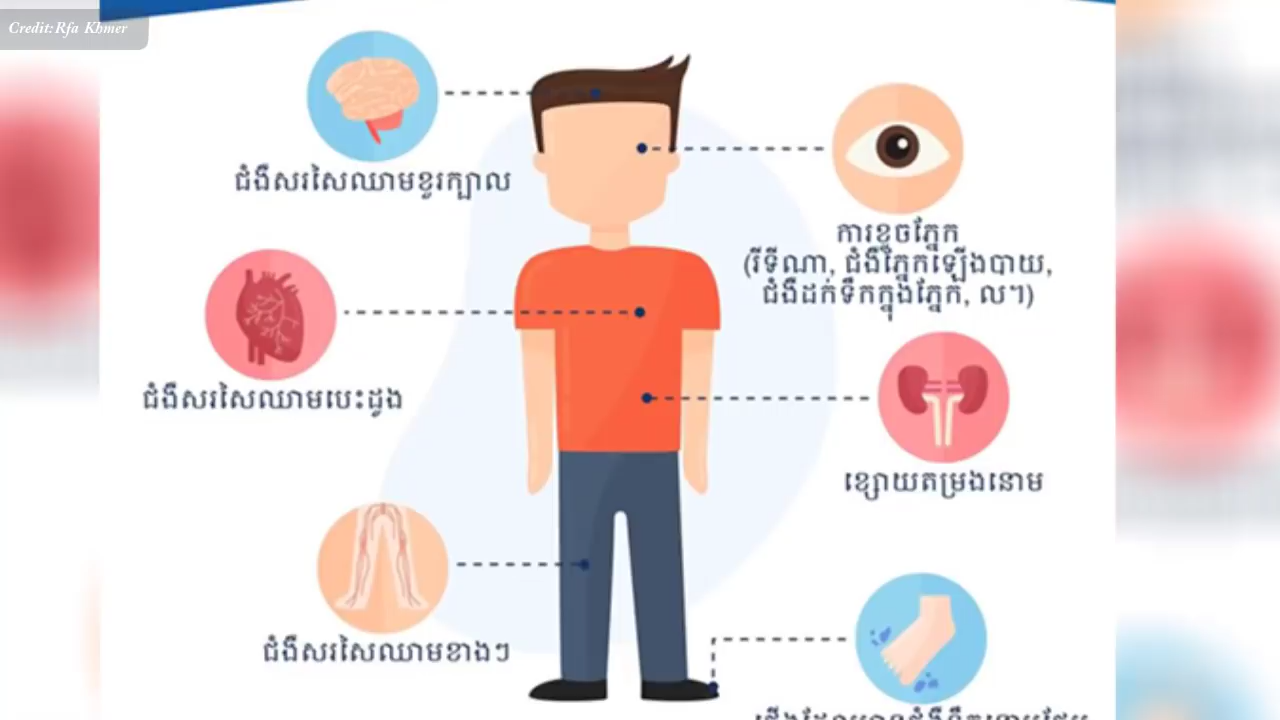 Credit:Rfa Khmer
ជំងឺសរសៃឈាមខួរក្បាល
ការខូចភ្នែក
(រីទីណា, ជំងឺភ្នែកឡើងបាយ,
ជំងឺដក់ទឹកក្នុងភ្នែក, ល។)
ជំងឺសរសៃឈាមបេះដូង
ខ្សោយតម្រងនោម
ជំងឺសរសៃឈាមខាងៗ